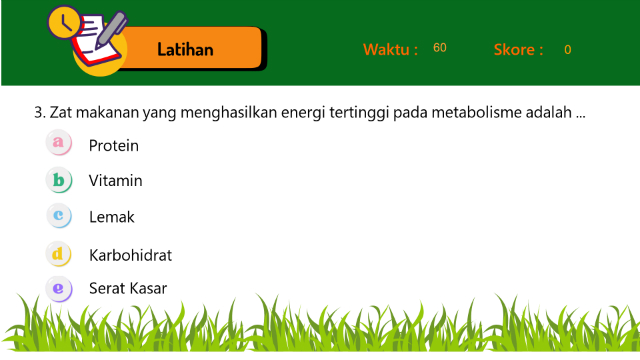 Latihan
Waktu : 60
Skore : 0
3. Zat makanan yang menghasilkan energi tertinggi pada metabolisme adalah ...
a Protein
b Vitamin
c Lemak
d Karbohidrat
e Serat Kasar